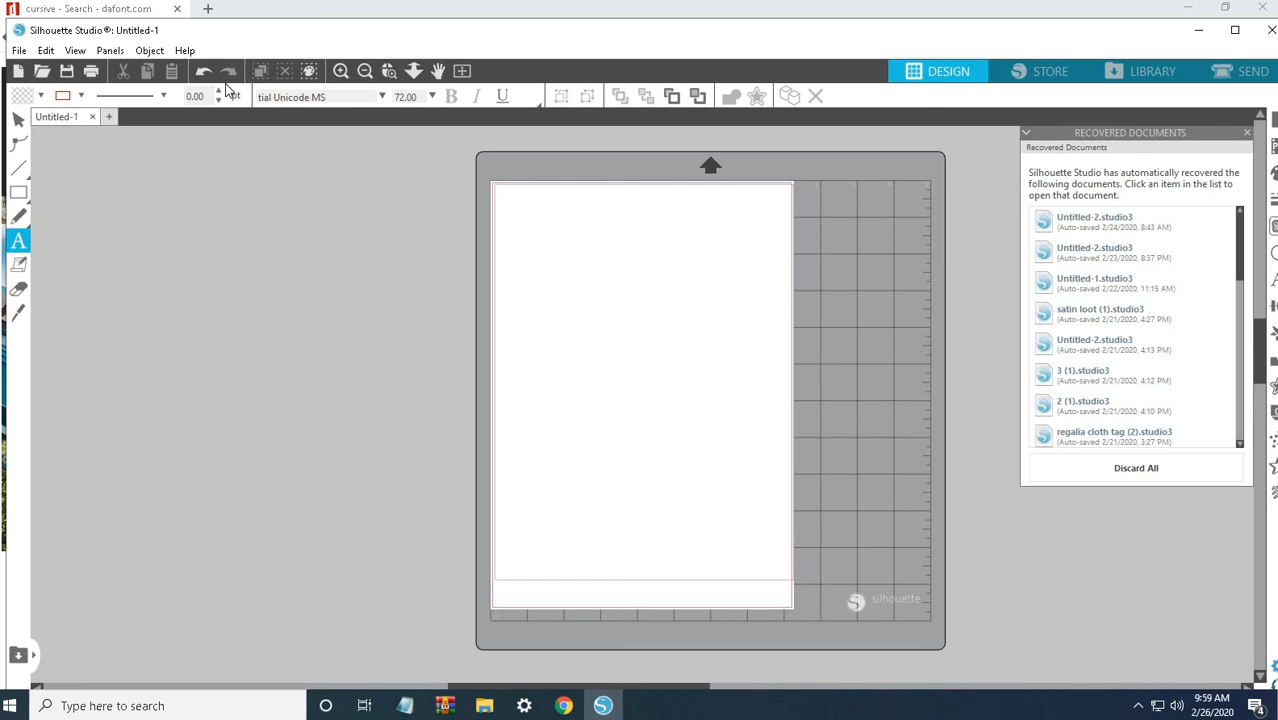 cursive - Search - dafont.com
Silhouette Studio®: Untitled-1
File Edit View Panels Object Help
DESIGN STORE LIBRARY SEND
0.00 pt tial Unicode MS 72.00 B I U
Untitled-1
RECOVERED DOCUMENTS
Recovered Documents
Silhouette Studio has automatically recovered the
following documents. Click an item in the list to
open that document.
Untitled-2.studio3
(Auto-saved 2/24/2020, 8:43 AM)
Untitled-2.studio3
(Auto-saved 2/23/2020, 8:37 PM)
Untitled-1.studio3
(Auto-saved 2/22/2020, 11:15 AM)
satin loot (1).studio3
(Auto-saved 2/21/2020, 4:27 PM)
Untitled-2.studio3
(Auto-saved 2/21/2020, 4:13 PM)
3 (1).studio3
(Auto-saved 2/21/2020, 4:12 PM)
2 (1).studio3
(Auto-saved 2/21/2020, 4:10 PM)
regalia cloth tag (2).studio3
(Auto-saved 2/21/2020, 3:27 PM)
Discard All
silhouette
Type here to search
9:59 AM
2/26/2020
4